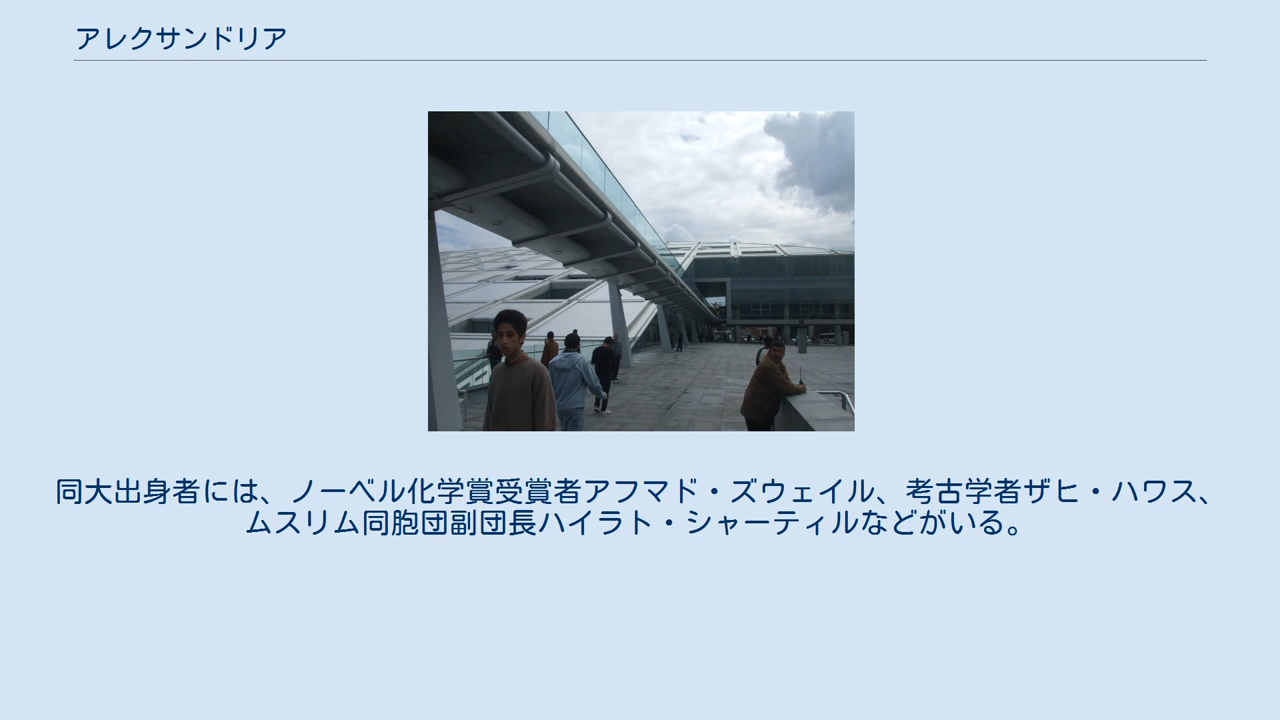 アレクサンドリア
同大出身者には、ノーベル化学賞受賞者アフマド・ズウェイル、考古学者ザヒ・ハワス、
ムスリム同胞団副団長ハイラト・シャーティルなどがいる。